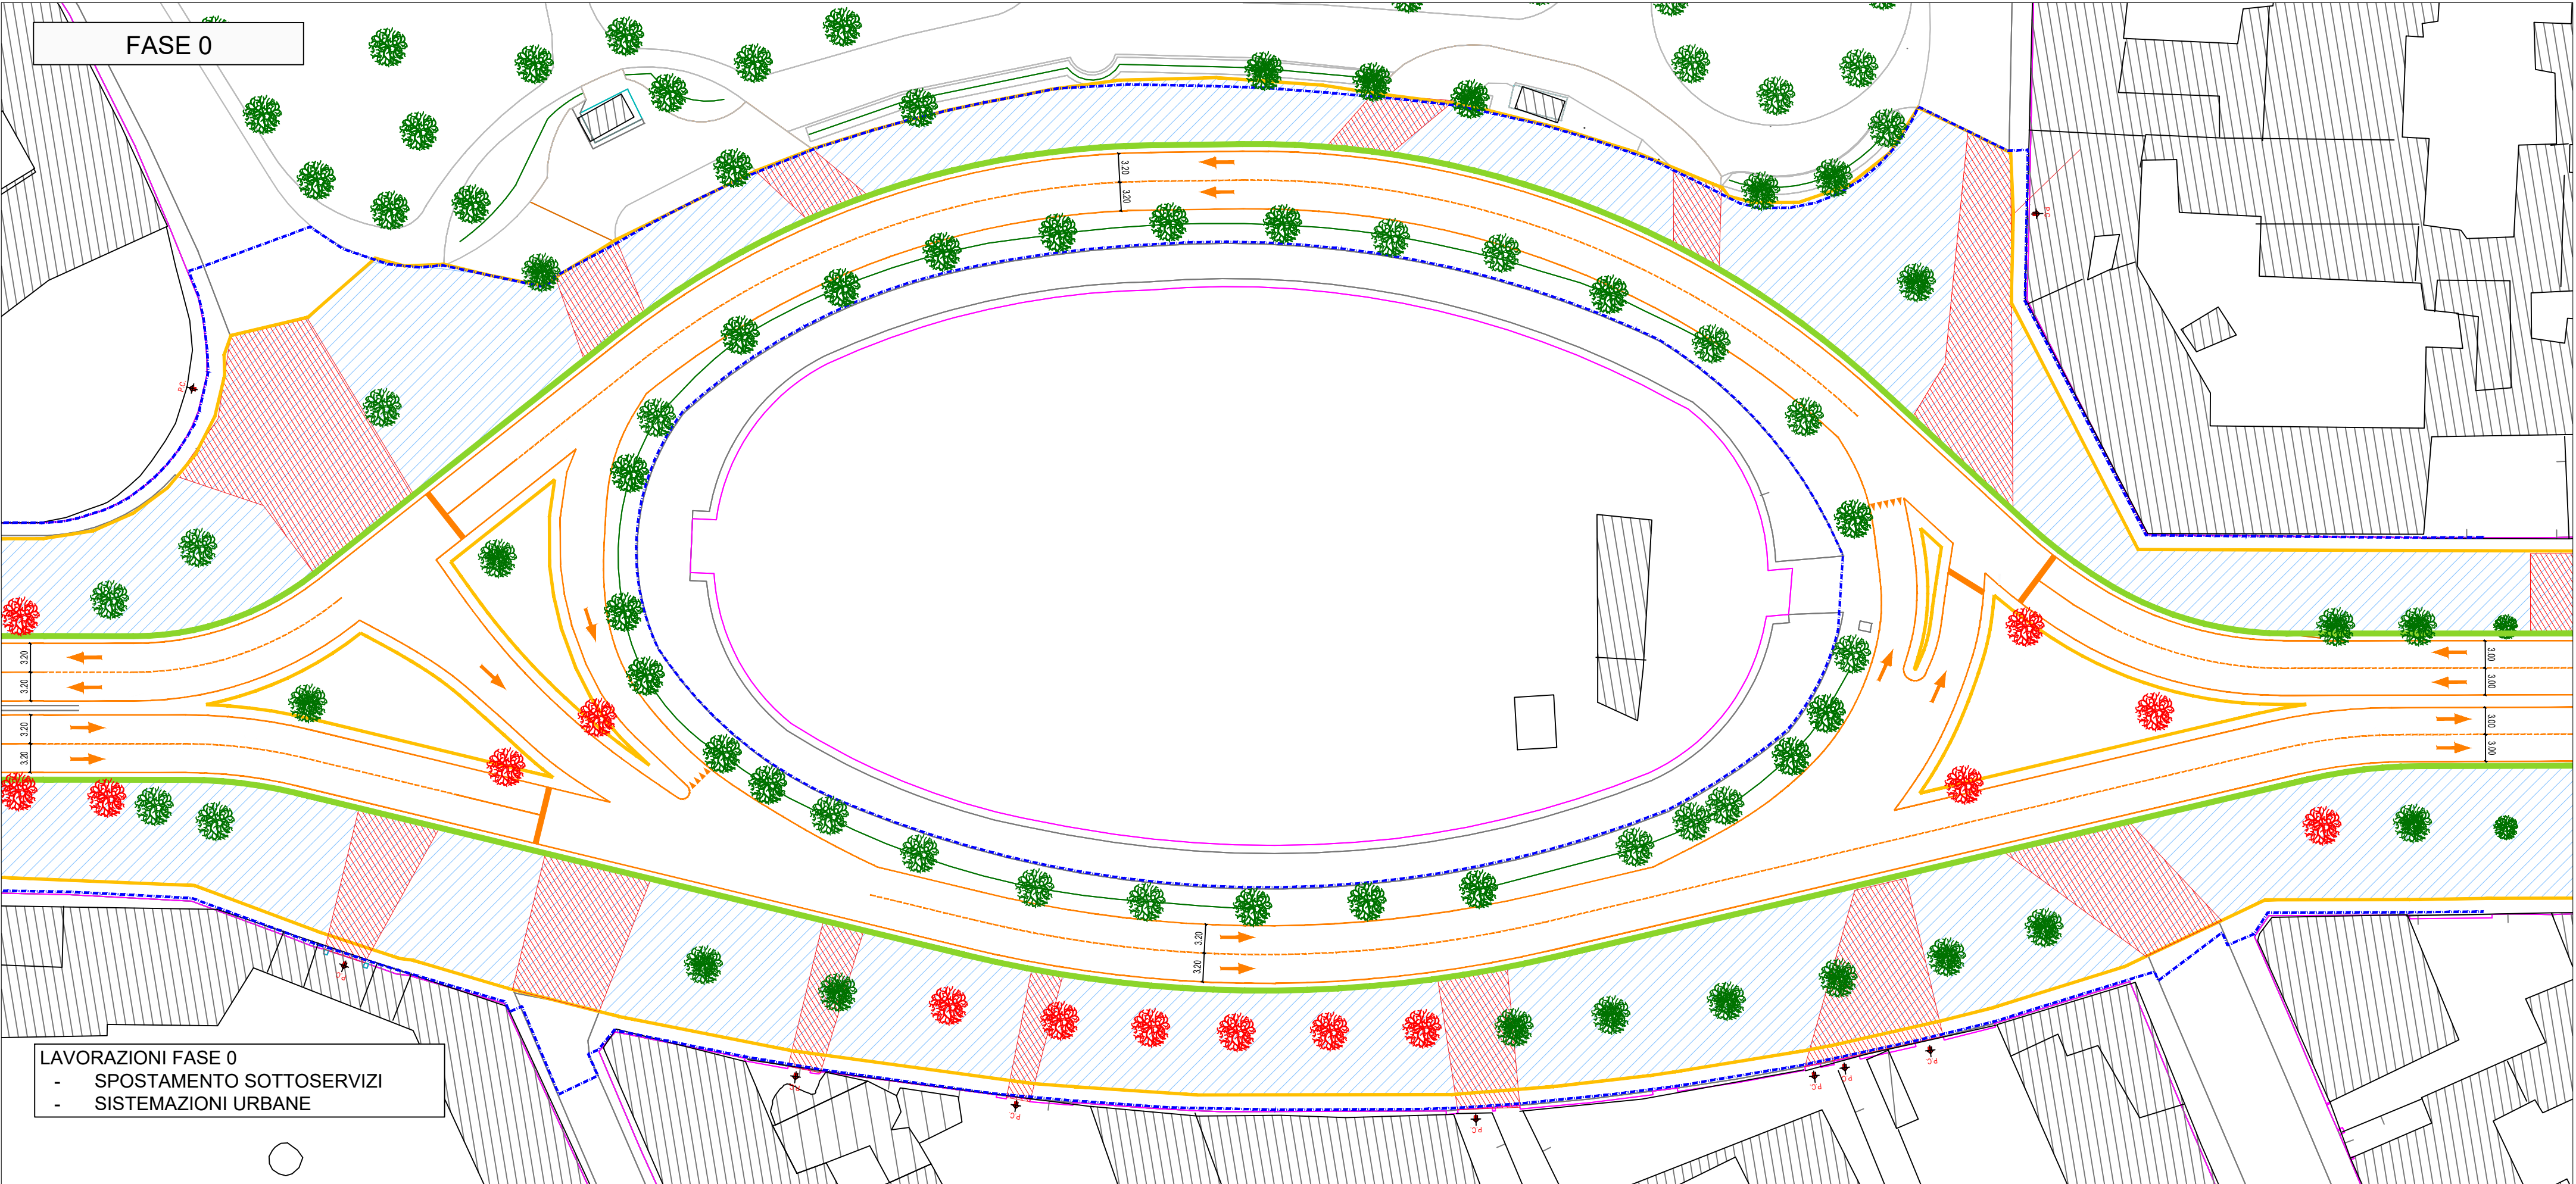 FASE 0
3.20
3.20
P.C
P.C
3.20
3.20
3.20
3.20
3.00
3.00
3.00
3.00
3.20
3.20
P.C
P.C
P.C
P.C
P.C
P.C
P.C
LAVORAZIONI FASE 0
- SPOSTAMENTO SOTTOSERVIZI
- SISTEMAZIONI URBANE